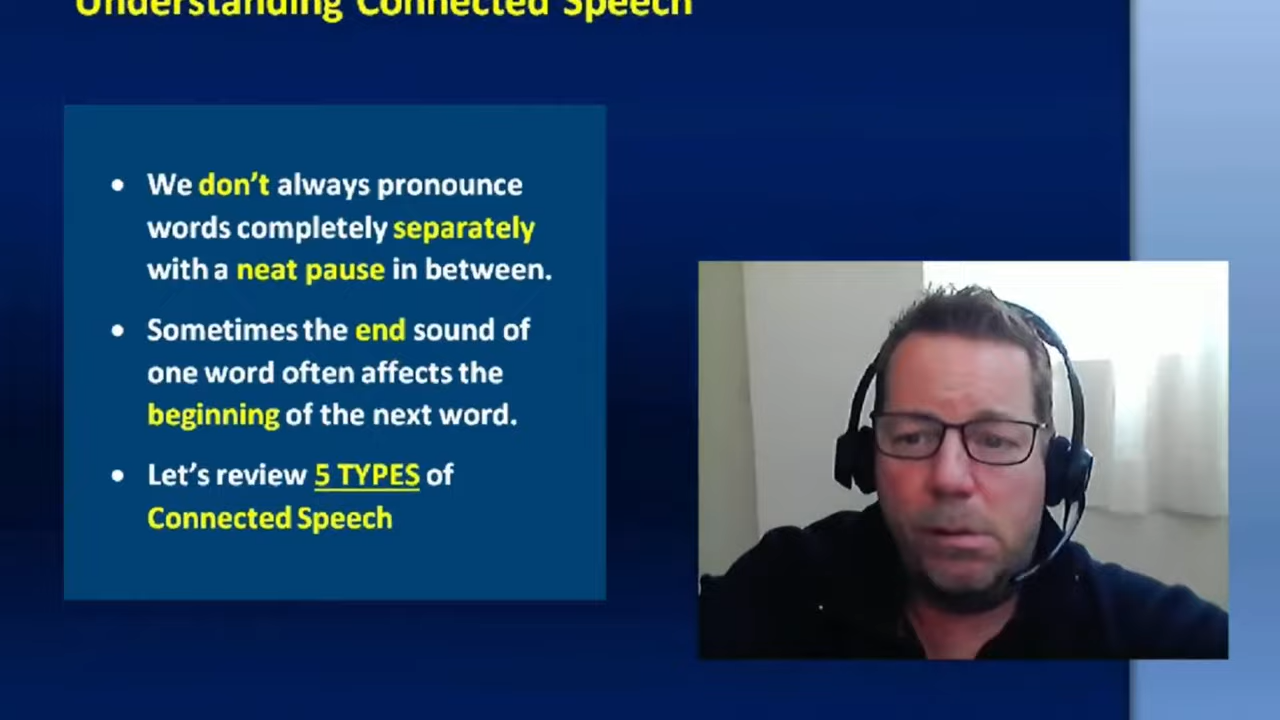 Understanding Connected Speech
• We don't always pronounce
words completely separately
with a neat pause in between.
• Sometimes the end sound of
one word often affects the
beginning of the next word.
• Let's review 5 TYPES of
Connected Speech